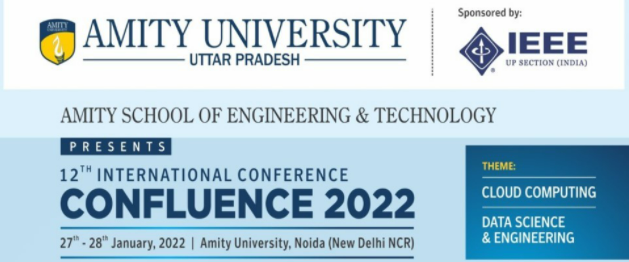 AMITY
AMITY UNIVERSITY
UTTAR PRADESH
Sponsored by:
IEEE
UP SECTION (INDIA)
AMITY SCHOOL OF ENGINEERING & TECHNOLOGY
PRESENTS
12TH INTERNATIONAL CONFERENCE
CONFLUENCE 2022
27th - 28th January, 2022 | Amity University, Noida (New Delhi NCR)
THEME:
CLOUD COMPUTING
DATA SCIENCE
& ENGINEERING